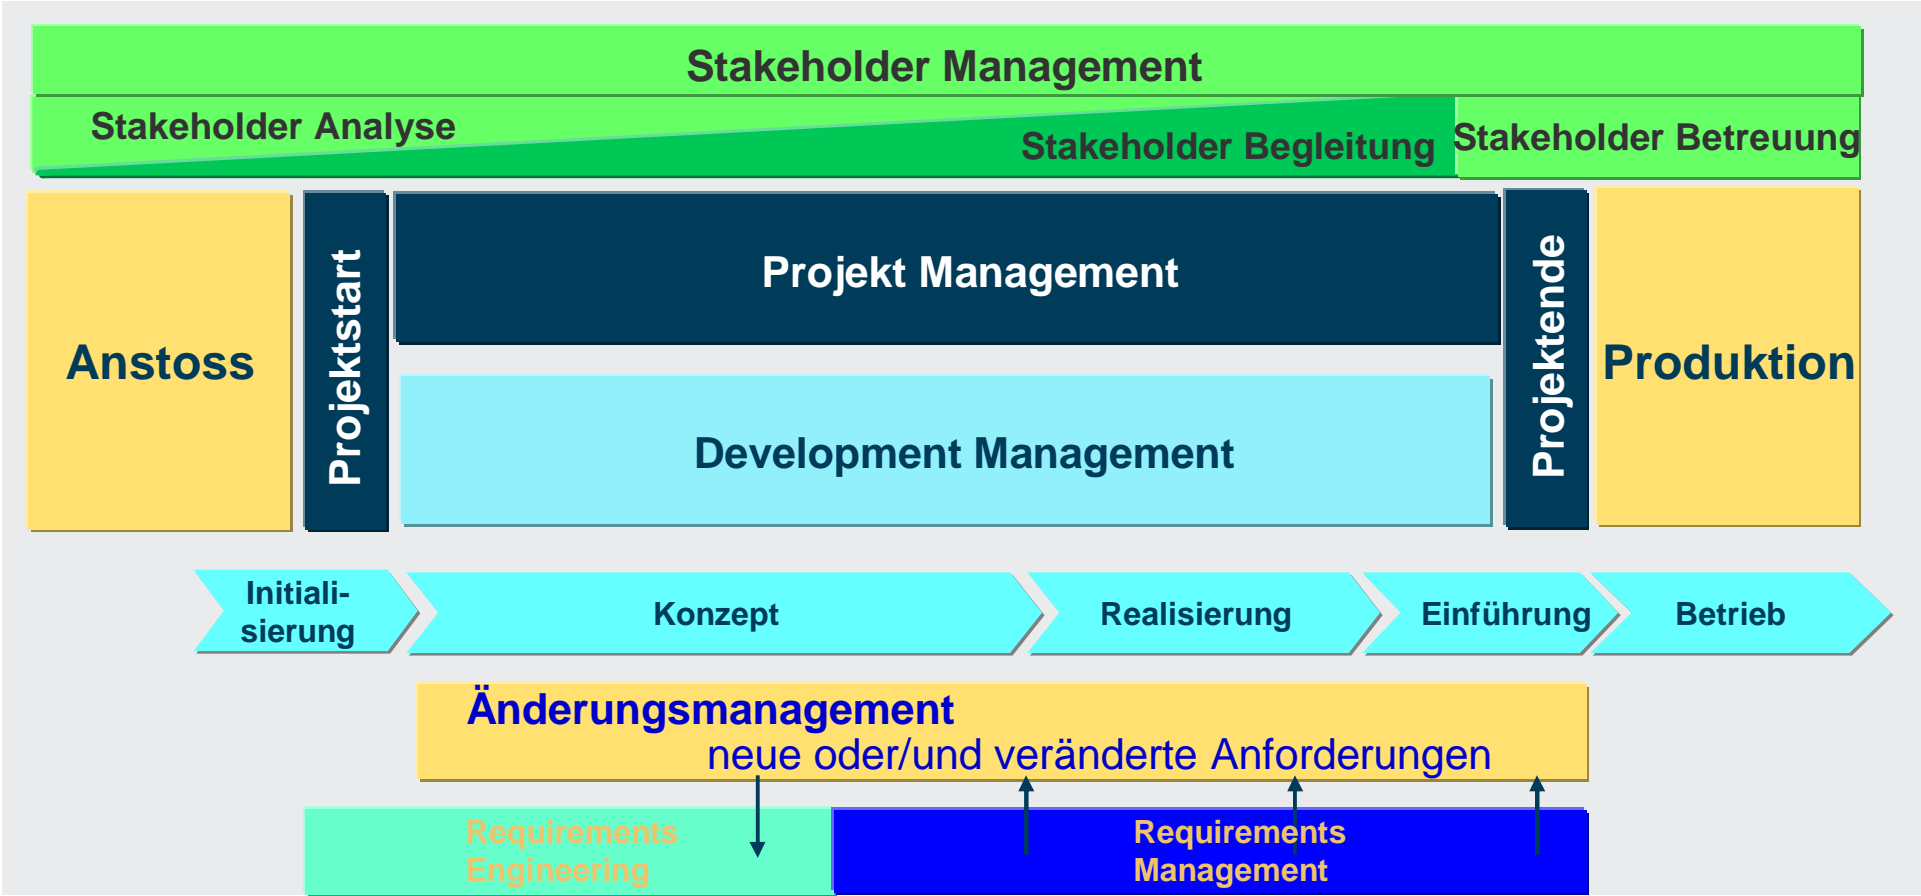 Stakeholder Management
Stakeholder Analyse
Stakeholder Begleitung
Stakeholder Betreuung
Anstoss
Projektstart
Projekt Management
Development Management
Projektende
Produktion
Initiali-
sierung
Konzept
Realisierung
Einführung
Betrieb
Änderungsmanagement
neue oder/und veränderte Anforderungen
Requirements
Engineering
Requirements
Management